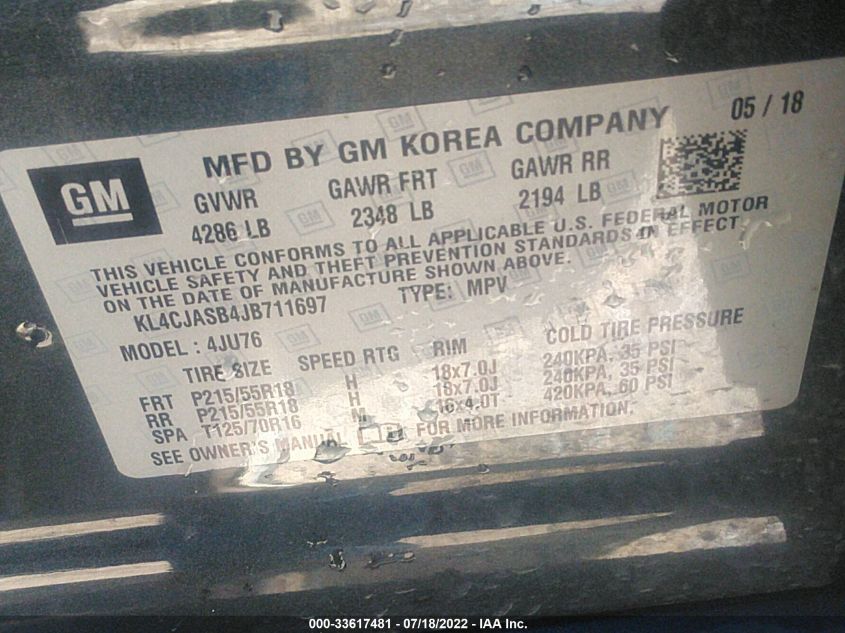 05 / 18
GM
MFD BY GM KOREA COMPANY
GVWR GAWR FRT GAWR RR
4286 LB 2348 LB 2194 LB
THIS VEHICLE CONFORMS TO ALL APPLICABLE U.S. FEDERAL MOTOR
VEHICLE SAFETY AND THEFT PREVENTION STANDARDS IN EFFECT
ON THE DATE OF MANUFACTURE SHOWN ABOVE.
KL4CJASB4JB711697 TYPE: MPV
MODEL : 4JU76
TIRE SIZE SPEED RTG RIM COLD TIRE PRESSURE
FRT P215/55R18 H 18x7.0J 240KPA, 35 PSI
RR P215/55R18 H 18x7.0J 240KPA, 35 PSI
SPA T125/70R16 M 16x4.0T 420KPA, 60 PSI
SEE OWNER'S MANUAL FOR MORE INFORMATION.
000-33617481 - 07/18/2022 - IAA Inc.